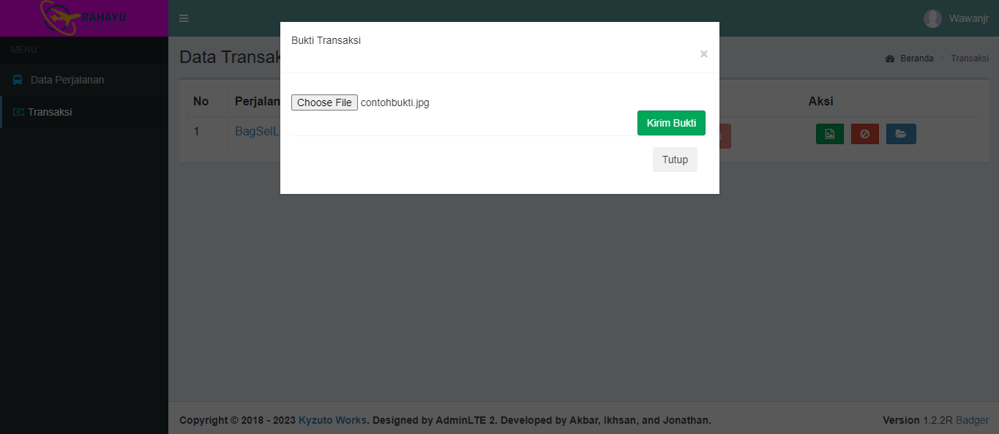 RAHAYU
Wawanjr
MENU
Data Perjalanan
Transaksi
Data Transak
Beranda > Transaksi
Bukti Transaksi
×
Choose File contohbukti.jpg
Kirim Bukti
Tutup
No Perjalan Aksi
1 BagSelLa
Copyright © 2018 - 2023 Kyzuto Works. Designed by AdminLTE 2. Developed by Akbar, Ikhsan, and Jonathan.
Version 1.2.2R Badger